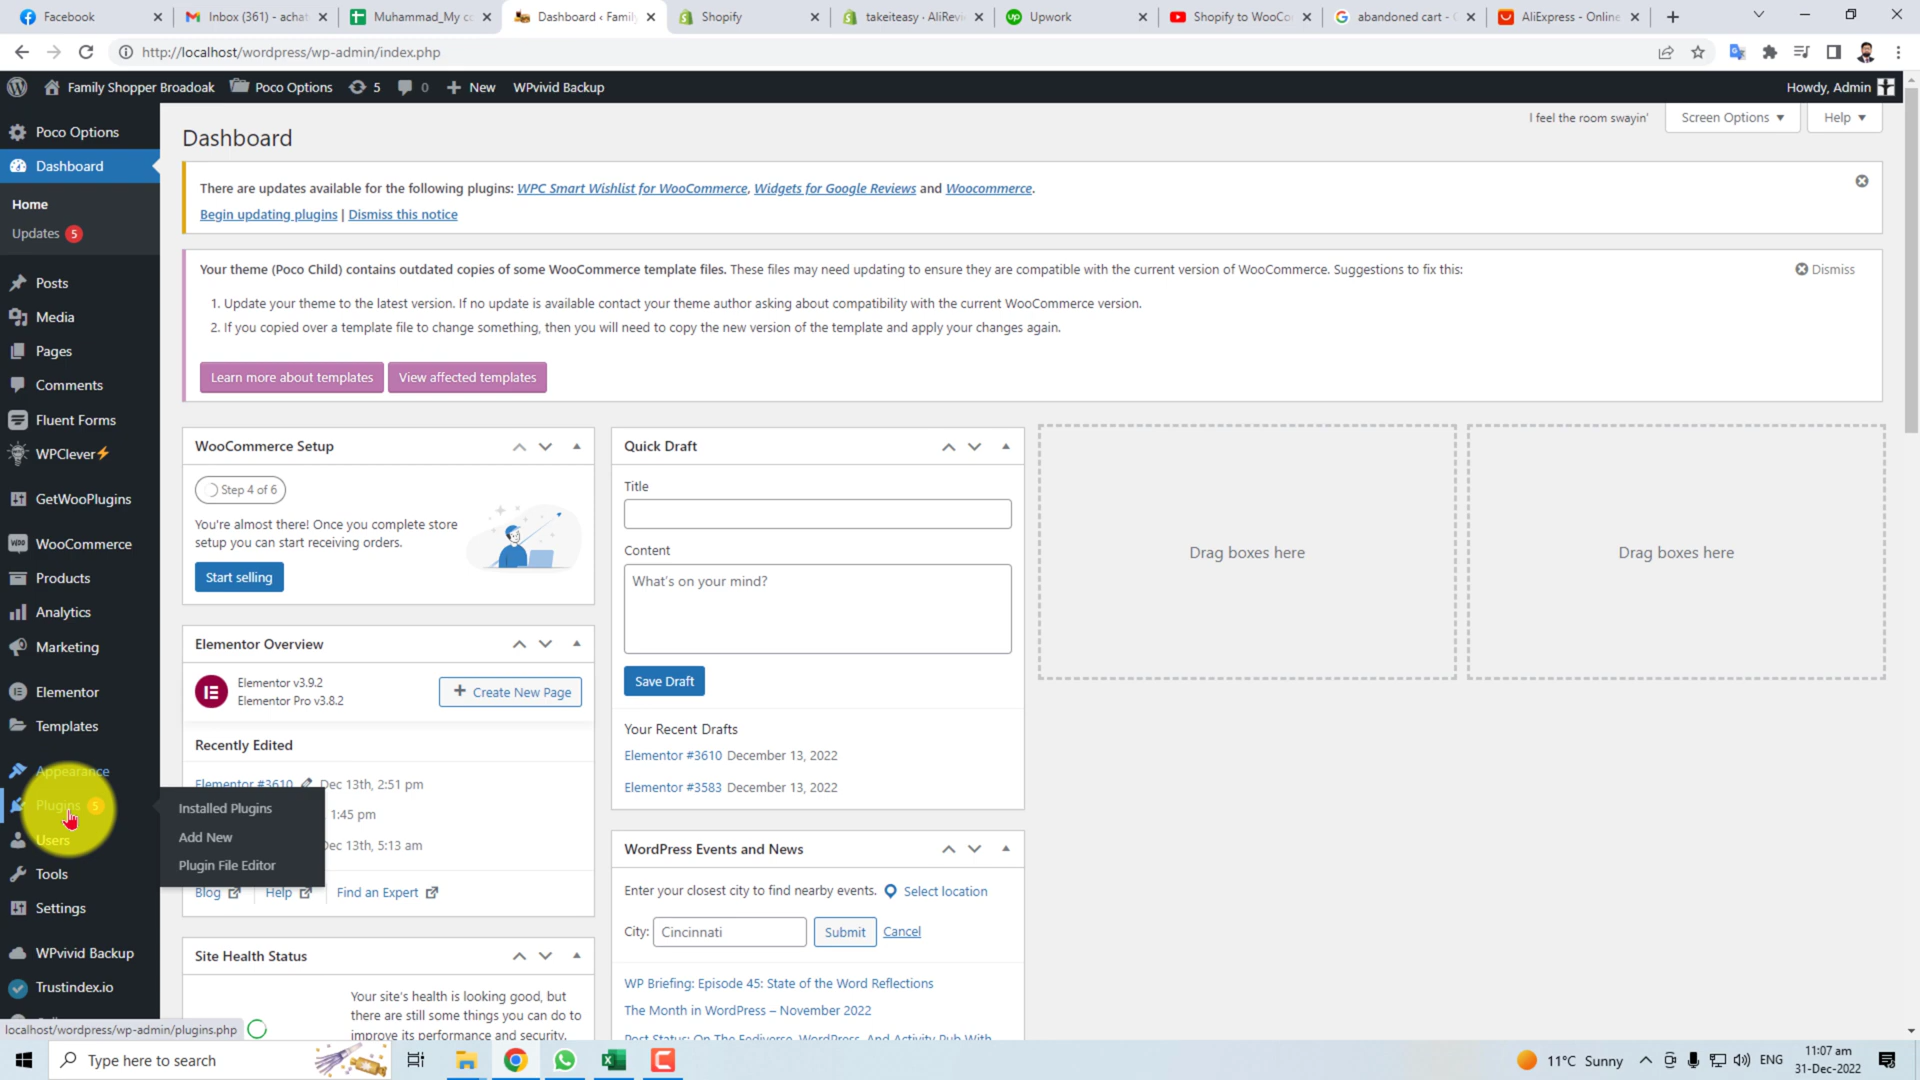 Facebook
Inbox (361) - achat
Muhammad_My cc
Dashboard ‹ Famil
Shopify
takeiteasy · AliRevie
Upwork
Shopify to WooCo
abandoned cart -
AliExpress - Online
http://localhost/wordpress/wp-admin/index.php
Family Shopper Broadoak
Poco Options
5
0
New
WPvivid Backup
Howdy, Admin
Poco Options
Dashboard
Home
Updates 5
Posts
Media
Pages
Comments
Fluent Forms
WPClever⚡
GetWooPlugins
WooCommerce
Products
Analytics
Marketing
Elementor
Templates
Appearance
Plugins 5
Users
Tools
Settings
WPvivid Backup
Trustindex.io
Installed Plugins
Add New
Plugin File Editor
Dashboard
I feel the room swayin'
Screen Options ▼
Help ▼
There are updates available for the following plugins: WPC Smart Wishlist for WooCommerce, Widgets for Google Reviews and Woocommerce.
Begin updating plugins | Dismiss this notice
Your theme (Poco Child) contains outdated copies of some WooCommerce template files. These files may need updating to ensure they are compatible with the current version of WooCommerce. Suggestions to fix this:
Dismiss
1. Update your theme to the latest version. If no update is available contact your theme author asking about compatibility with the current WooCommerce version.
2. If you copied over a template file to change something, then you will need to copy the new version of the template and apply your changes again.
Learn more about templates
View affected templates
WooCommerce Setup
Step 4 of 6
You're almost there! Once you complete store
setup you can start receiving orders.
Start selling
Elementor Overview
Elementor v3.9.2
Elementor Pro v3.8.2
+ Create New Page
Recently Edited
Elementor #3610 Dec 13th, 2:51 pm
1:45 pm
Dec 13th, 5:13 am
Blog
Help
Find an Expert
Site Health Status
Your site's health is looking good, but
there are still some things you can do to
improve its performance and security.
Quick Draft
Title
Content
What's on your mind?
Save Draft
Your Recent Drafts
Elementor #3610 December 13, 2022
Elementor #3583 December 13, 2022
WordPress Events and News
Enter your closest city to find nearby events. Select location
City: Cincinnati Submit Cancel
WP Briefing: Episode 45: State of the Word Reflections
The Month in WordPress – November 2022
Post Status: On The Fediverse, WordPress, And Activity Pub With
Drag boxes here
Drag boxes here
localhost/wordpress/wp-admin/plugins.php
Type here to search
11°C Sunny
ENG
11:07 am
31-Dec-2022